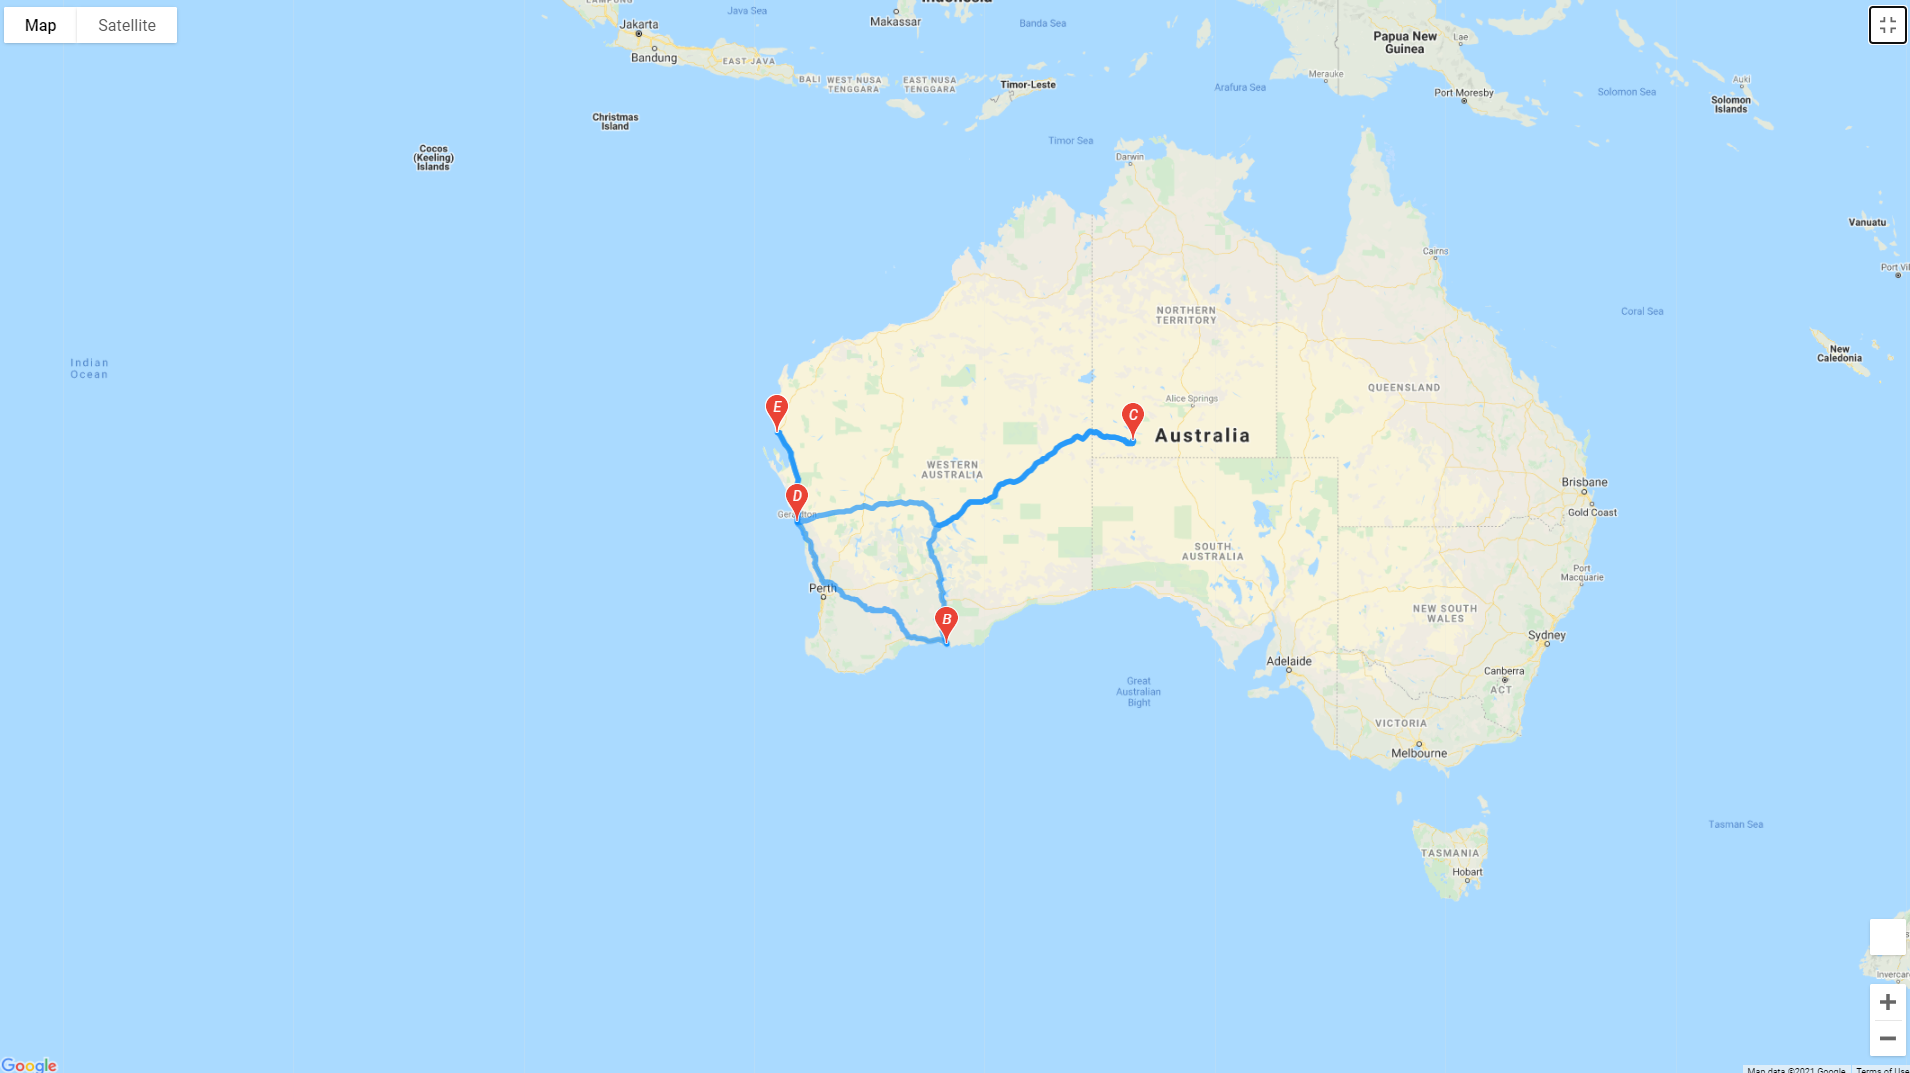 Map
Satellite
LAMPUNG
Java Sea
Indonesia
Makassar
Banda Sea
Jakarta
Bandung
EAST JAVA
BALI
WEST NUSA
TENGGARA
EAST NUSA
TENGGARA
Timor-Leste
Arafura Sea
Papua New
Guinea
Lae
Merauke
Port Moresby
Solomon Sea
Auki
Solomon
Islands
Christmas
Island
Cocos
(Keeling)
Islands
Timor Sea
Darwin
Vanuatu
Cairns
Port Vil
NORTHERN
TERRITORY
Coral Sea
New
Caledonia
Indian
Ocean
QUEENSLAND
Alice Springs
E
C
Australia
WESTERN
AUSTRALIA
D
Brisbane
Gold Coast
SOUTH
AUSTRALIA
Port
Macquarie
Perth
B
NEW SOUTH
WALES
Sydney
Adelaide
Canberra
ACT
Great
Australian
Bight
VICTORIA
Melbourne
Tasman Sea
TASMANIA
Hobart
Invercar
Google
Map data ©2021 Google
Terms of Use